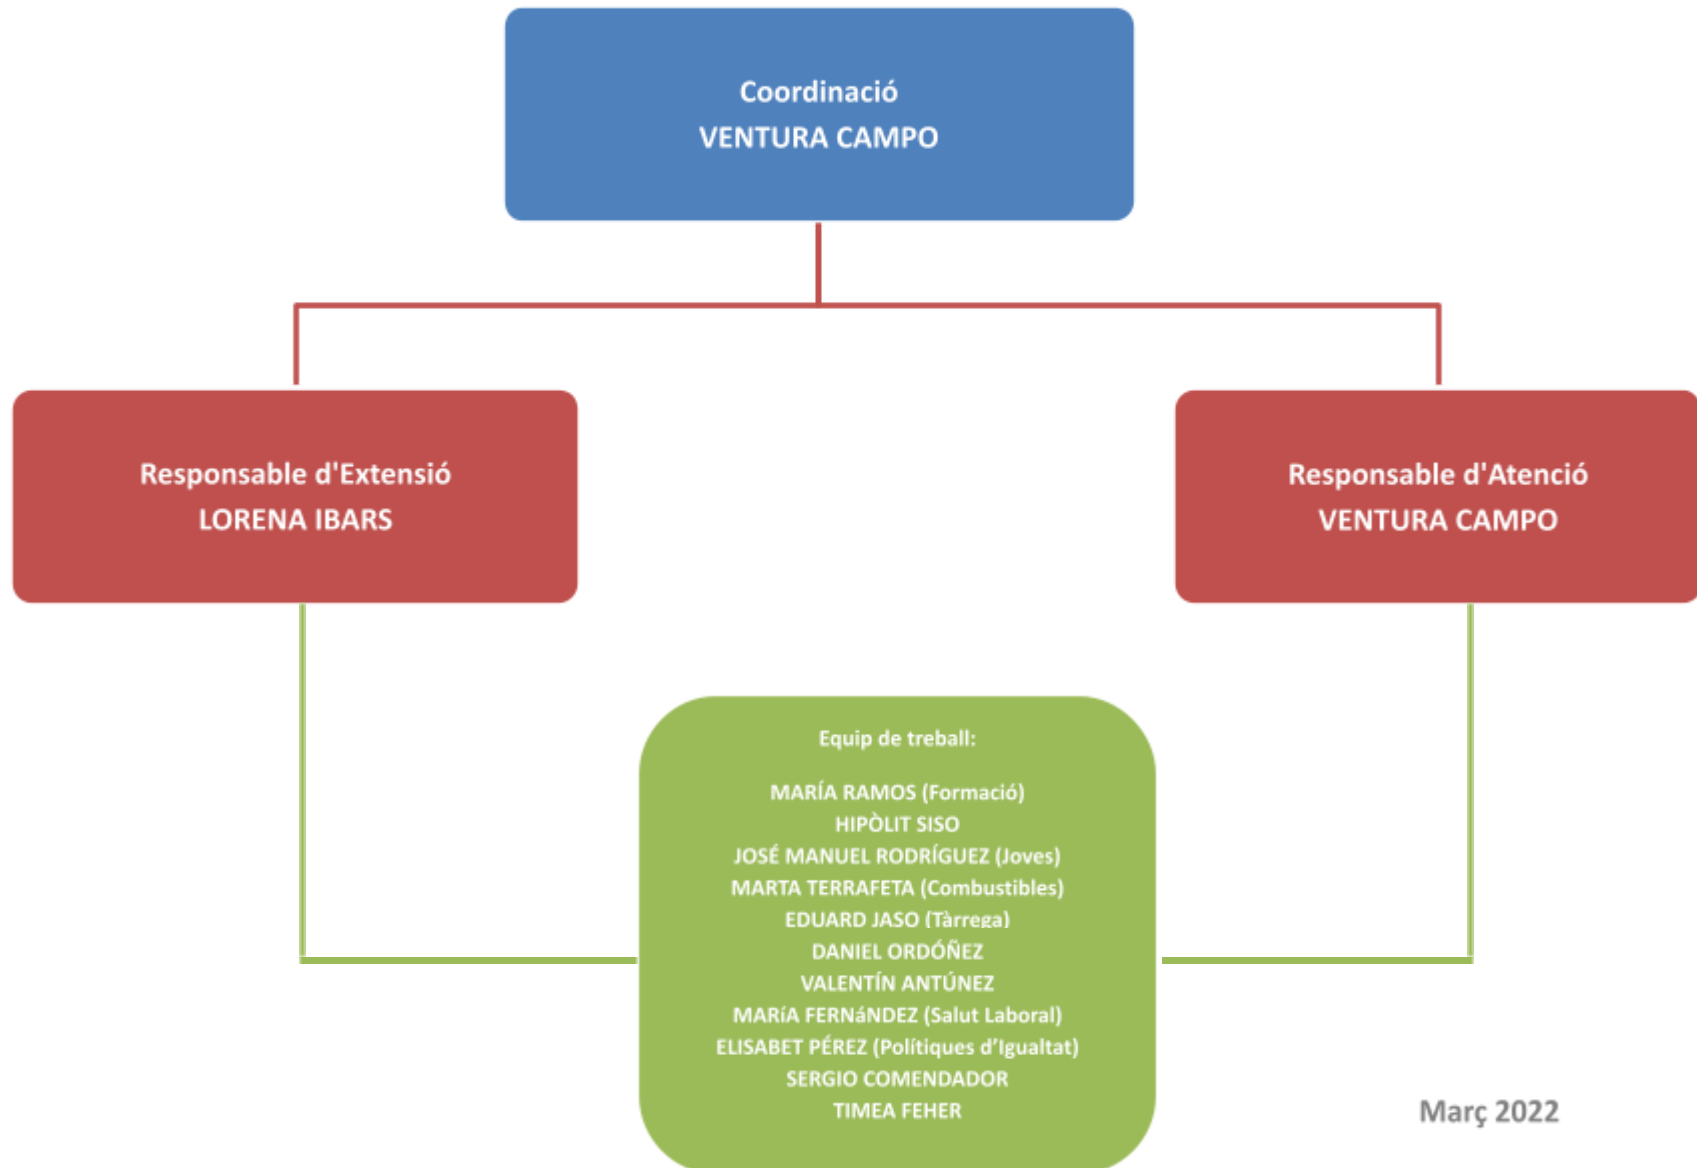 Coordinació
VENTURA CAMPO
Responsable d'Extensió
LORENA IBARS
Responsable d'Atenció
VENTURA CAMPO
Equip de treball:
MARÍA RAMOS (Formació)
HIPÒLIT SISO
JOSÉ MANUEL RODRÍGUEZ (Joves)
MARTA TERRAFETA (Combustibles)
EDUARD JASO (Tàrrega)
DANIEL ORDÓÑEZ
VALENTÍN ANTÚNEZ
MARíA FERNáNDEZ (Salut Laboral)
ELISABET PÉREZ (Polítiques d’Igualtat)
SERGIO COMENDADOR
TIMEA FEHER
Març 2022